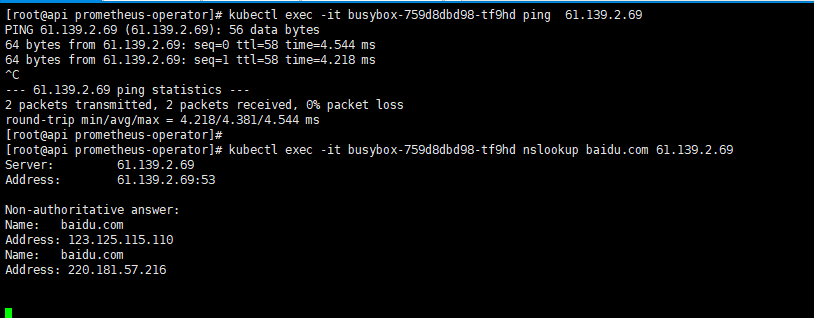 [root@api prometheus-operator]# kubectl exec -it busybox-759d8dbd98-tf9hd ping  61.139.2.69
PING 61.139.2.69 (61.139.2.69): 56 data bytes
64 bytes from 61.139.2.69: seq=0 ttl=58 time=4.544 ms
64 bytes from 61.139.2.69: seq=1 ttl=58 time=4.218 ms
^C
--- 61.139.2.69 ping statistics ---
2 packets transmitted, 2 packets received, 0% packet loss
round-trip min/avg/max = 4.218/4.381/4.544 ms
[root@api prometheus-operator]#
[root@api prometheus-operator]# kubectl exec -it busybox-759d8dbd98-tf9hd nslookup baidu.com 61.139.2.69
Server:         61.139.2.69
Address:        61.139.2.69:53
Non-authoritative answer:
Name:   baidu.com
Address: 123.125.115.110
Name:   baidu.com
Address: 220.181.57.216